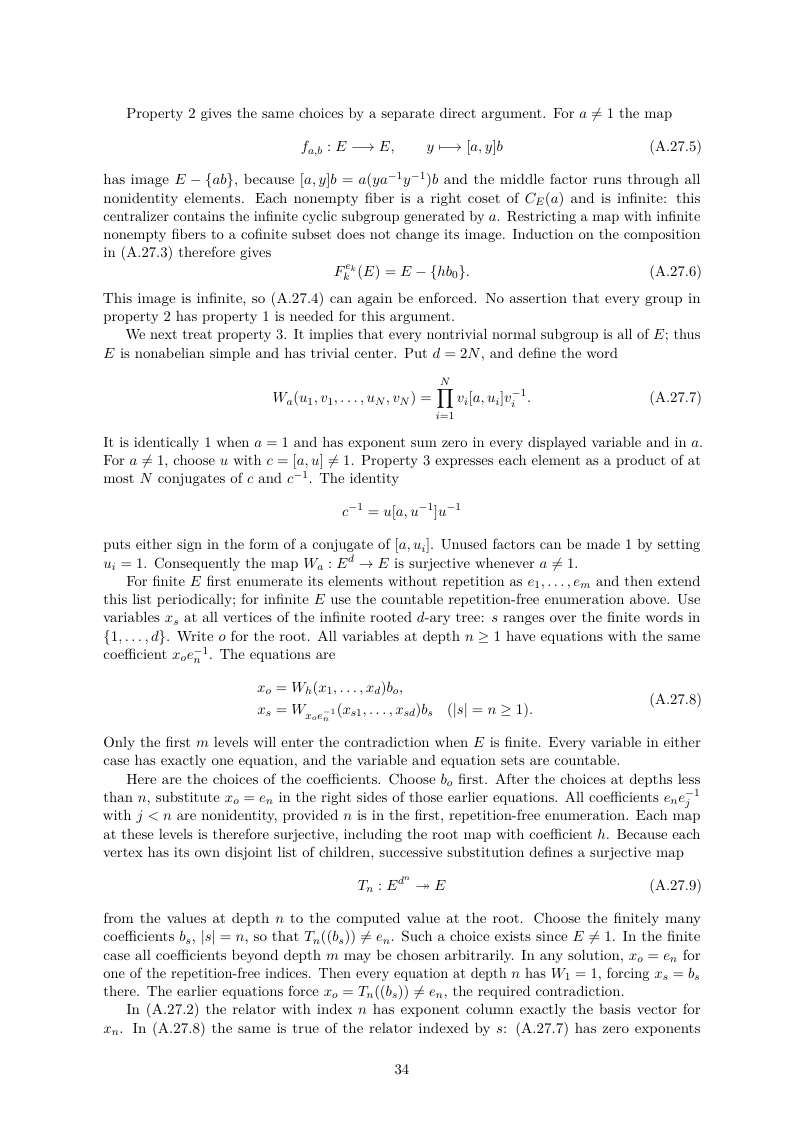 Property 2 gives the same choices by a separate direct argument. For a ≠ 1 the map
f_{a,b} : E ⟶ E,  y ⟼ [a, y]b  (A.27.5)
has image E − {ab}, because [a, y]b = a(ya^{−1}y^{−1})b and the middle factor runs through all
nonidentity elements. Each nonempty fiber is a right coset of C_E(a) and is infinite: this
centralizer contains the infinite cyclic subgroup generated by a. Restricting a map with infinite
nonempty fibers to a cofinite subset does not change its image. Induction on the composition
in (A.27.3) therefore gives
F_k^{e_k}(E) = E − {hb_0}.  (A.27.6)
This image is infinite, so (A.27.4) can again be enforced. No assertion that every group in
property 2 has property 1 is needed for this argument.
We next treat property 3. It implies that every nontrivial normal subgroup is all of E; thus
E is nonabelian simple and has trivial center. Put d = 2N, and define the word
W_a(u_1, v_1, . . . , u_N, v_N) = ∏_{i=1}^{N} v_i[a, u_i]v_i^{−1}.  (A.27.7)
It is identically 1 when a = 1 and has exponent sum zero in every displayed variable and in a.
For a ≠ 1, choose u with c = [a, u] ≠ 1. Property 3 expresses each element as a product of at
most N conjugates of c and c^{−1}. The identity
c^{−1} = u[a, u^{−1}]u^{−1}
puts either sign in the form of a conjugate of [a, u_i]. Unused factors can be made 1 by setting
u_i = 1. Consequently the map W_a : E^d → E is surjective whenever a ≠ 1.
For finite E first enumerate its elements without repetition as e_1, . . . , e_m and then extend
this list periodically; for infinite E use the countable repetition-free enumeration above. Use
variables x_s at all vertices of the infinite rooted d-ary tree: s ranges over the finite words in
{1, . . . , d}. Write o for the root. All variables at depth n ≥ 1 have equations with the same
coefficient x_o e_n^{−1}. The equations are
x_o = W_h(x_1, . . . , x_d)b_o,
x_s = W_{x_o e_n^{−1}}(x_{s1}, . . . , x_{sd})b_s  (|s| = n ≥ 1).  (A.27.8)
Only the first m levels will enter the contradiction when E is finite. Every variable in either
case has exactly one equation, and the variable and equation sets are countable.
Here are the choices of the coefficients. Choose b_o first. After the choices at depths less
than n, substitute x_o = e_n in the right sides of those earlier equations. All coefficients e_n e_j^{−1}
with j < n are nonidentity, provided n is in the first, repetition-free enumeration. Each map
at these levels is therefore surjective, including the root map with coefficient h. Because each
vertex has its own disjoint list of children, successive substitution defines a surjective map
T_n : E^{d^n} ↠ E  (A.27.9)
from the values at depth n to the computed value at the root. Choose the finitely many
coefficients b_s, |s| = n, so that T_n((b_s)) ≠ e_n. Such a choice exists since E ≠ 1. In the finite
case all coefficients beyond depth m may be chosen arbitrarily. In any solution, x_o = e_n for
one of the repetition-free indices. Then every equation at depth n has W_1 = 1, forcing x_s = b_s
there. The earlier equations force x_o = T_n((b_s)) ≠ e_n, the required contradiction.
In (A.27.2) the relator with index n has exponent column exactly the basis vector for
x_n. In (A.27.8) the same is true of the relator indexed by s: (A.27.7) has zero exponents
34